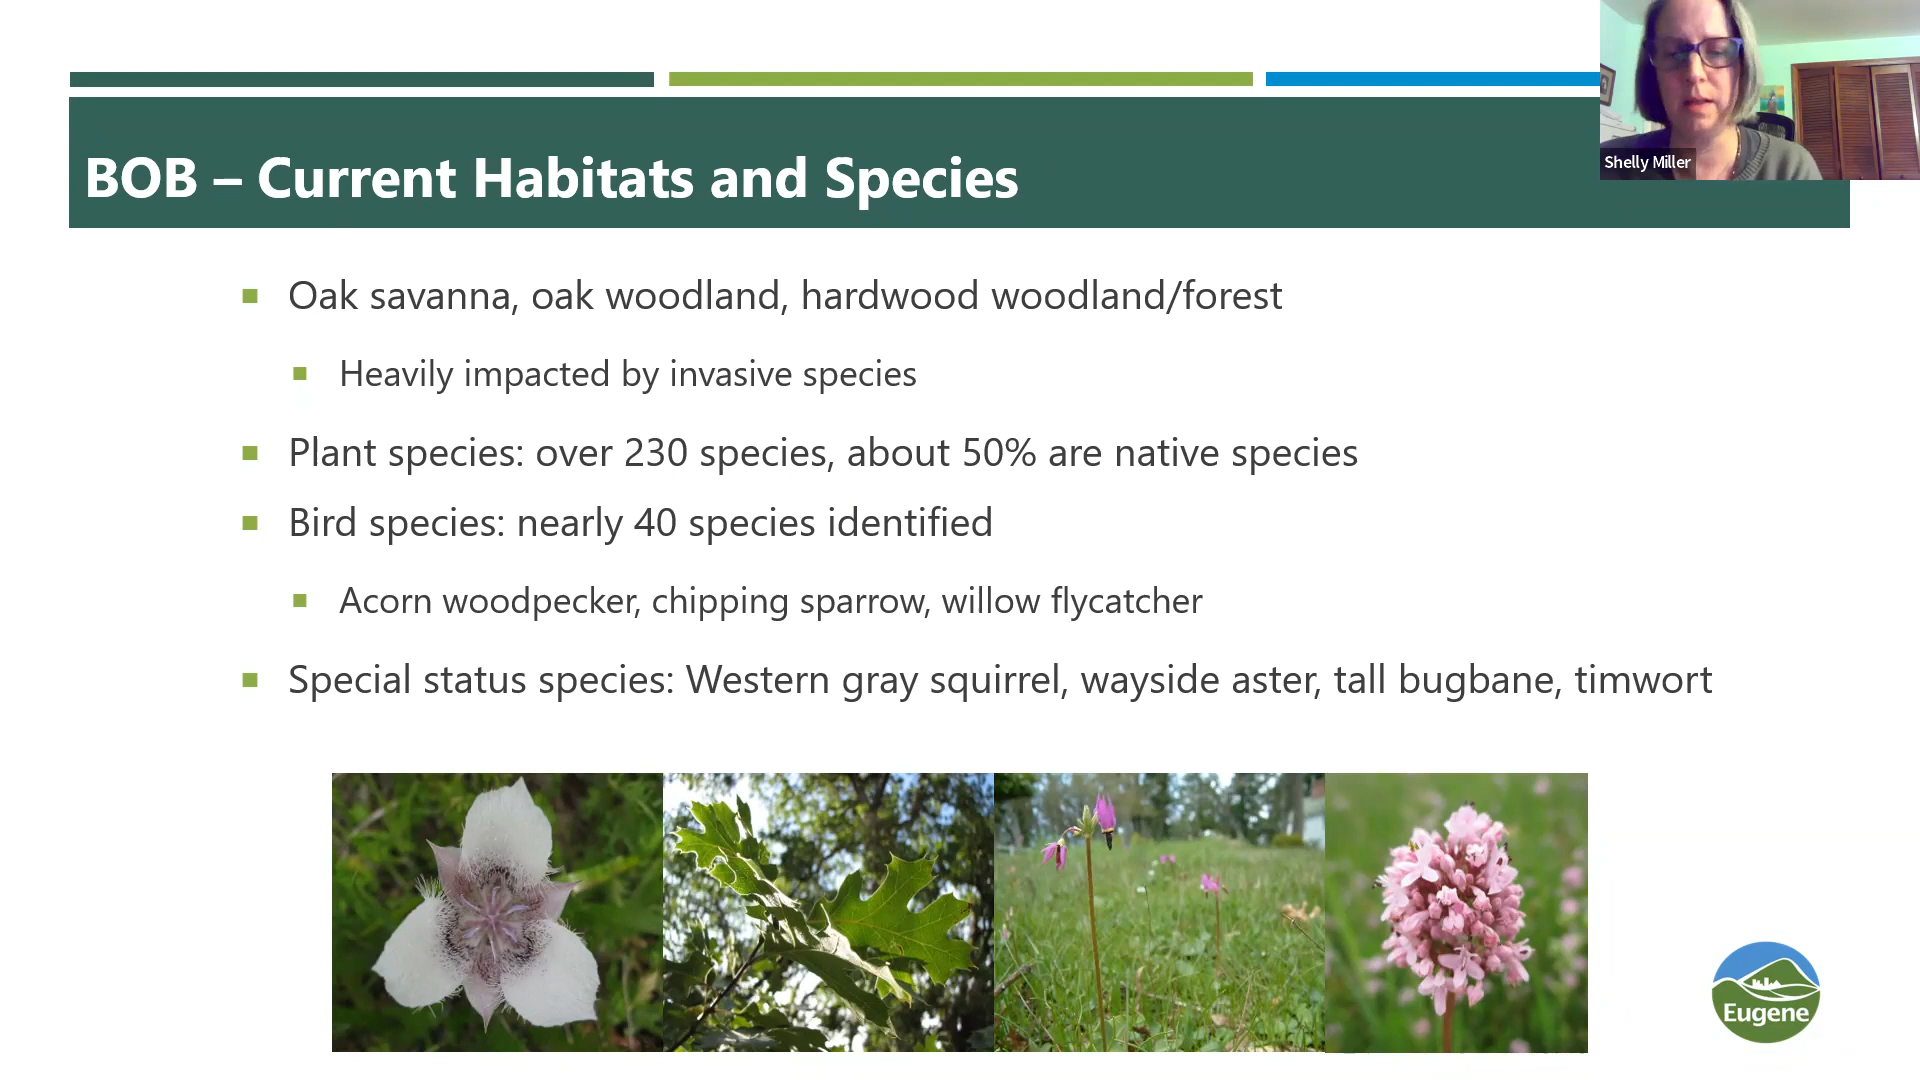 Shelly Miller
BOB – Current Habitats and Species
Oak savanna, oak woodland, hardwood woodland/forest
Heavily impacted by invasive species
Plant species: over 230 species, about 50% are native species
Bird species: nearly 40 species identified
Acorn woodpecker, chipping sparrow, willow flycatcher
Special status species: Western gray squirrel, wayside aster, tall bugbane, timwort
Eugene